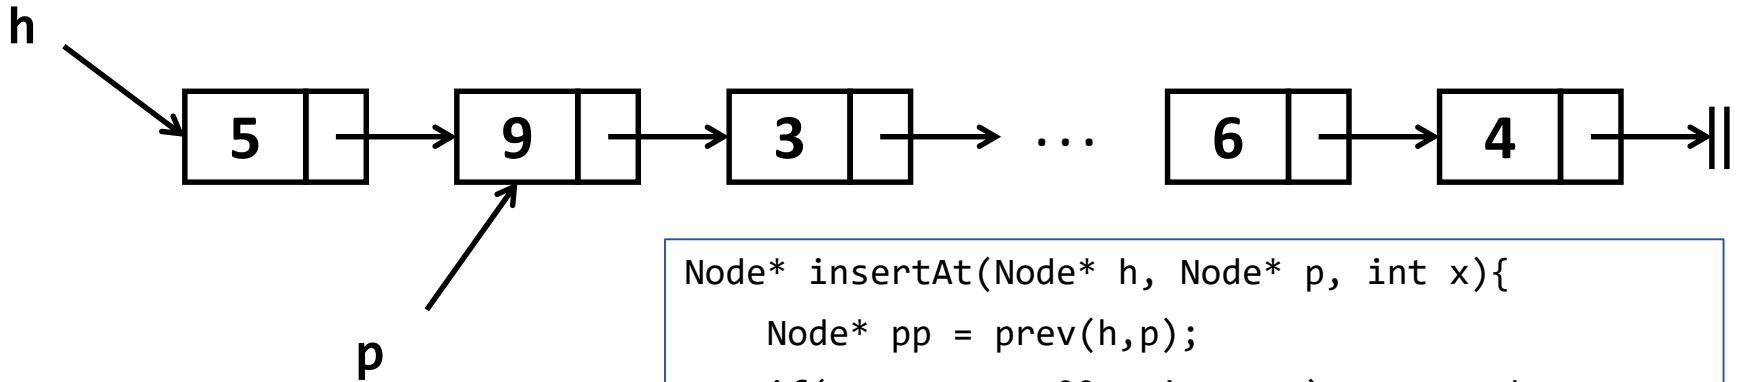 h
5 9 3 ... 6 4
p
Node* insertAt(Node* h, Node* p, int x){
Node* pp = prev(h,p);